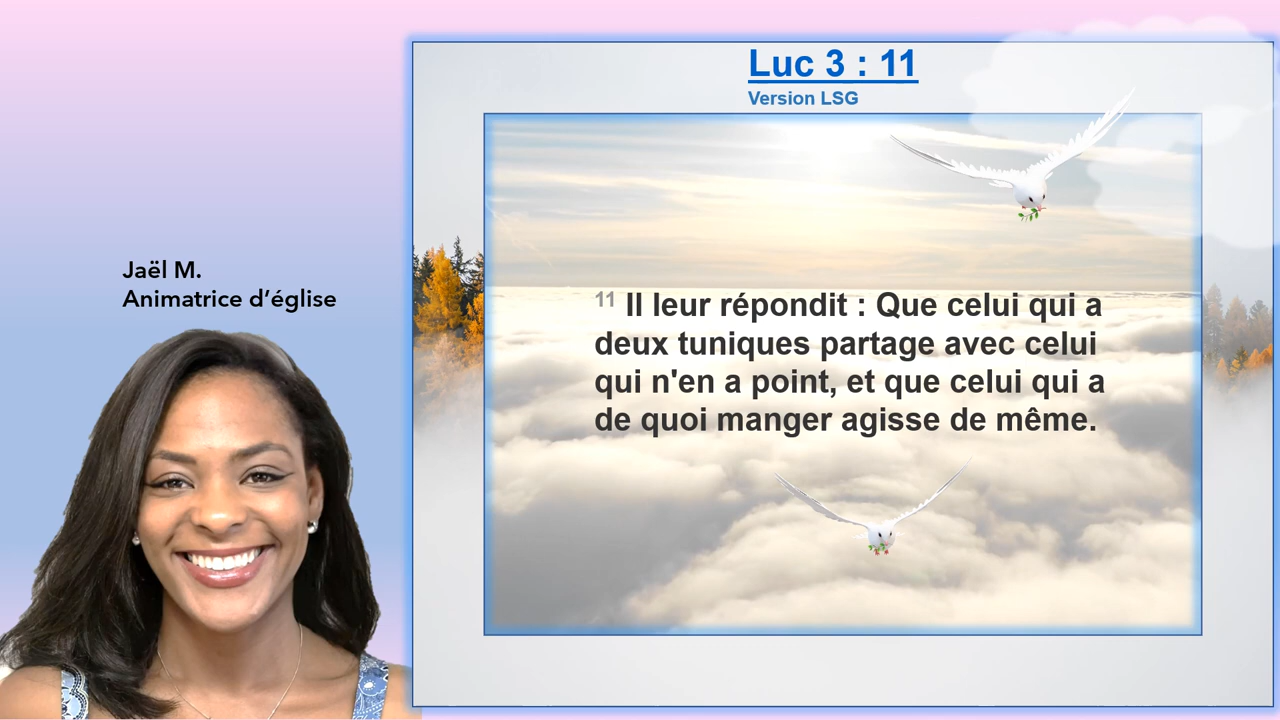 Luc 3 : 11
Version LSG
Jaël M.
Animatrice d’église
11 Il leur répondit : Que celui qui a
deux tuniques partage avec celui
qui n'en a point, et que celui qui a
de quoi manger agisse de même.